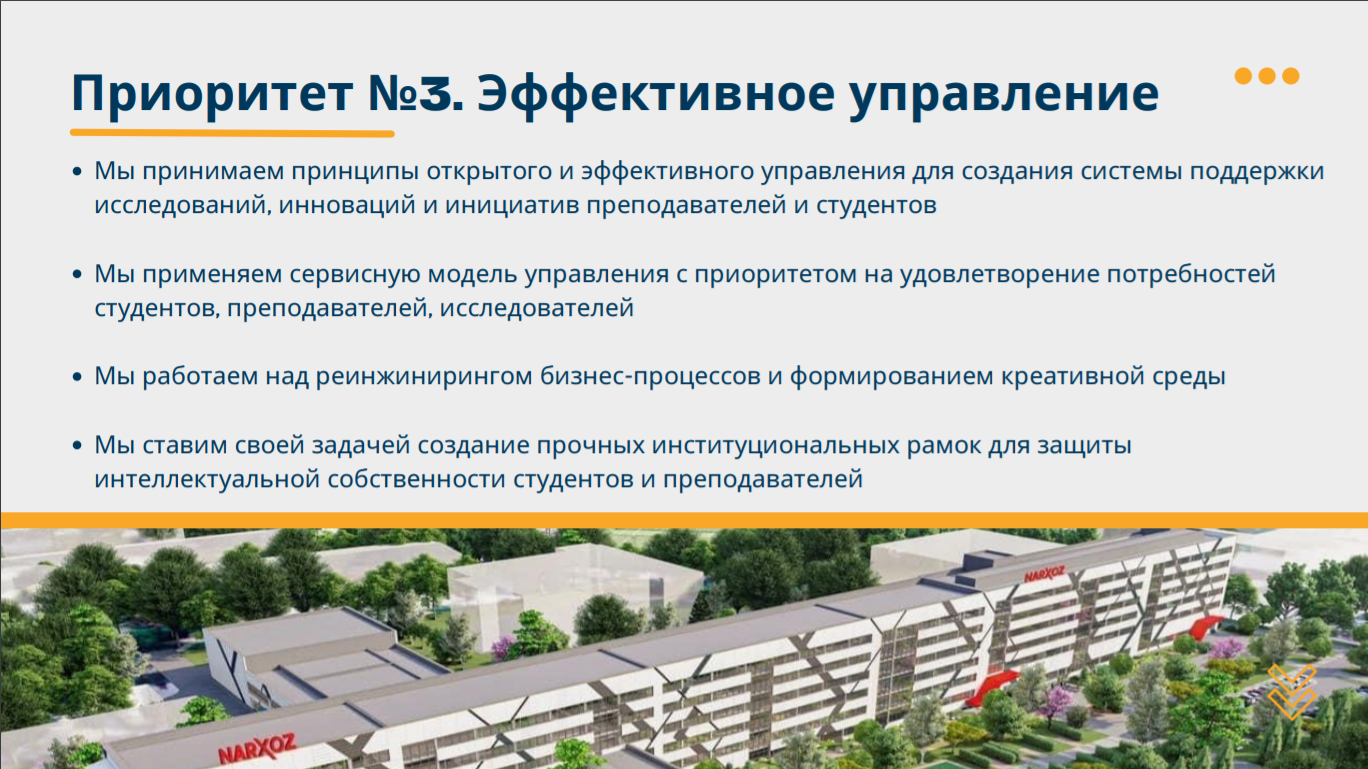 Приоритет №3. Эффективное управление
• Мы принимаем принципы открытого и эффективного управления для создания системы поддержки
исследований, инноваций и инициатив преподавателей и студентов
• Мы применяем сервисную модель управления с приоритетом на удовлетворение потребностей
студентов, преподавателей, исследователей
• Мы работаем над реинжинирингом бизнес-процессов и формированием креативной среды
• Мы ставим своей задачей создание прочных институциональных рамок для защиты
интеллектуальной собственности студентов и преподавателей
NARXOZ
NARXOZ